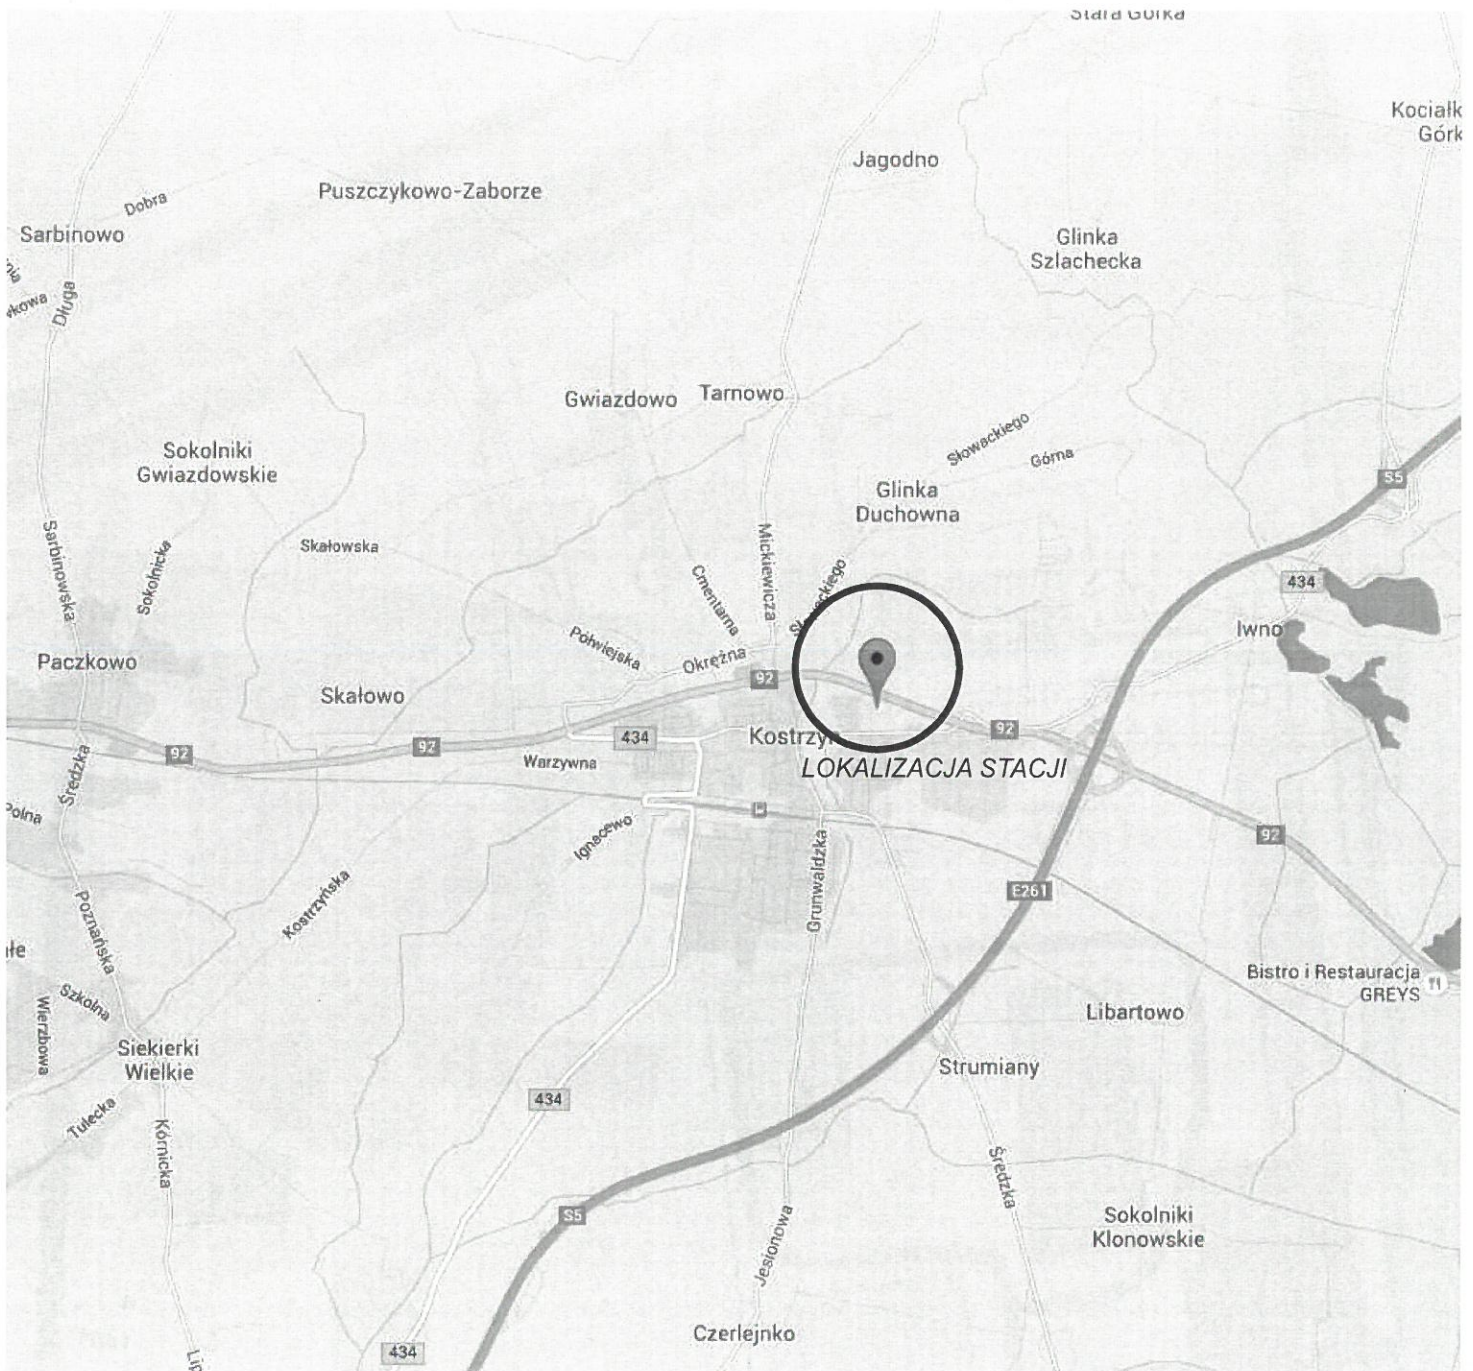 Stara Górka
Kociałk
Górk
Jagodno
Puszczykowo-Zaborze
Dobra
Sarbinowo
Długa
Glinka
Szlachecka
Gwiazdowo
Tarnowo
Sokolniki
Gwiazdowskie
Słowackiego
Górna
S5
Glinka
Duchowna
Sarbinowska
Sokolnicka
Skałowska
Cmentarna
Mickiewicza
Słowackiego
434
Iwno
Półwiejska
Okrężna
Paczkowo
Skałowo
92
92
92
434
Kostrzyn
92
92
Warzywna
LOKALIZACJA STACJI
Średzka
Polna
Ignacewo
Grunwaldzka
92
E261
Kostrzyńska
Poznańska
Bistro i Restauracja
GREYS
Szkolna
Wierzbowa
Libartowo
Siekierki
Wielkie
Strumiany
434
Tulecka
Kórnicka
Średzka
S5
Sokolniki
Klonowskie
Jesionowa
Czerlejnko
434
Lip